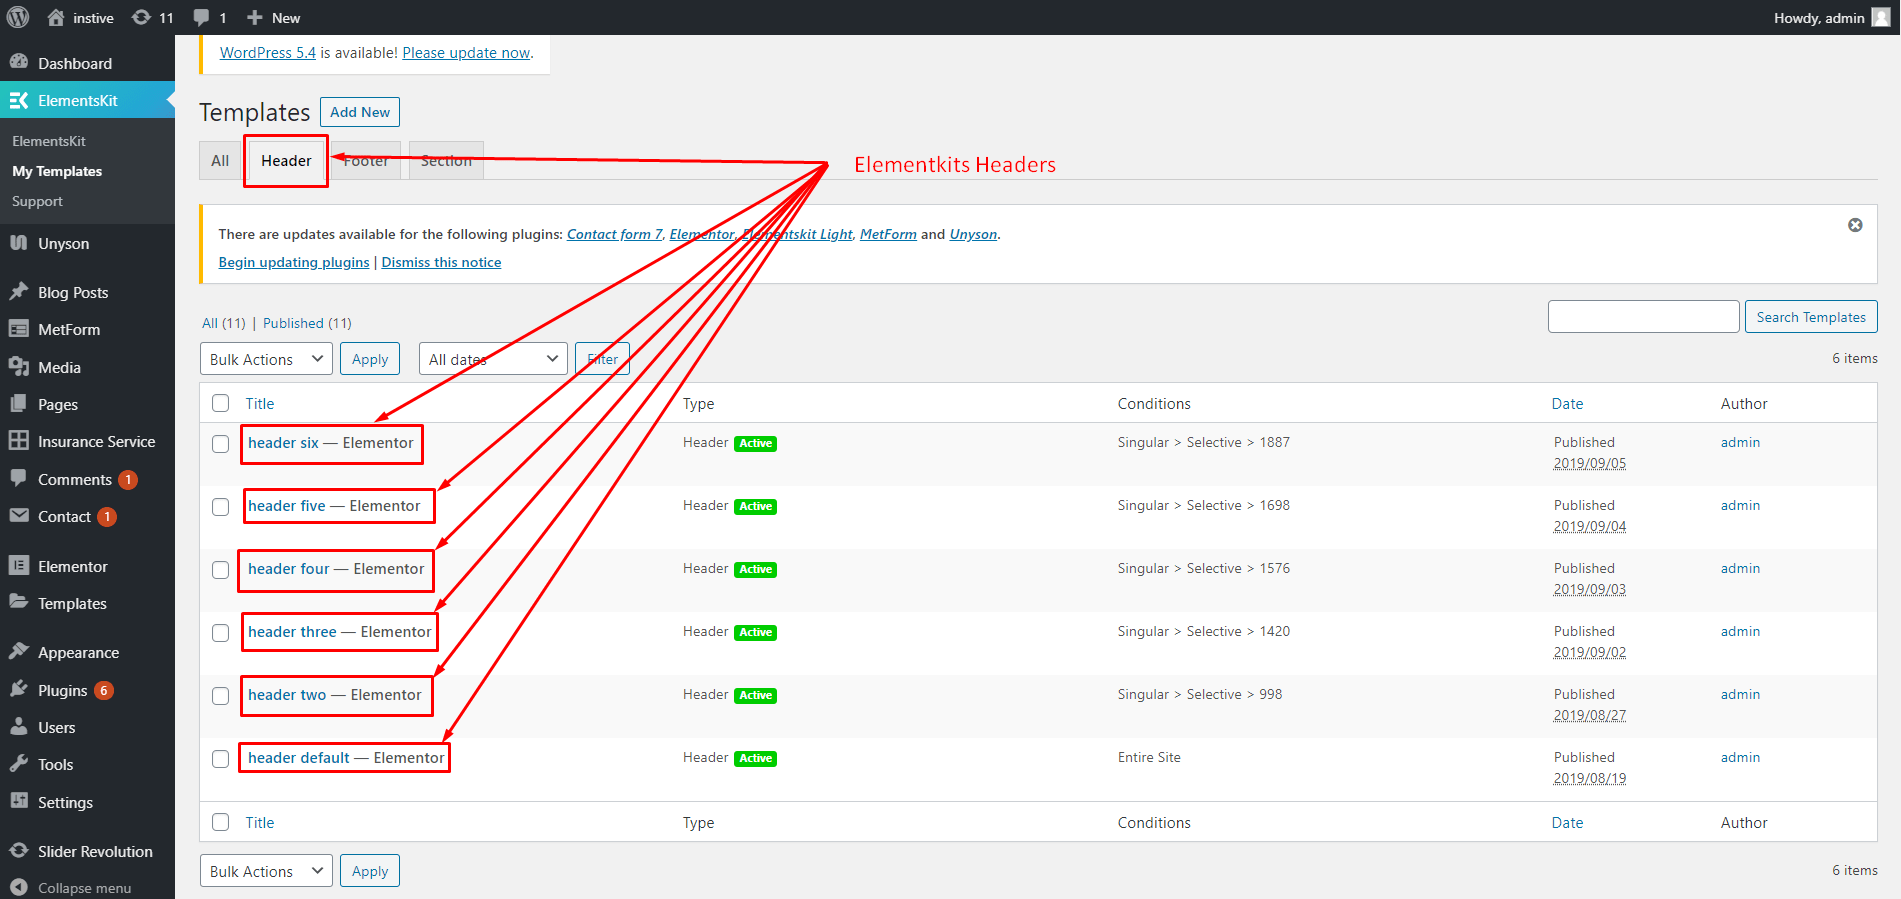 instive 11 1 New Howdy, admin
WordPress 5.4 is available! Please update now.
Dashboard
ElementsKit
ElementsKit
My Templates
Support
Unyson
Blog Posts
MetForm
Media
Pages
Insurance Service
Comments 1
Contact 1
Elementor
Templates
Appearance
Plugins 6
Users
Tools
Settings
Slider Revolution
Collapse menu
Templates Add New
All Header Footer Section
Elementkits Headers
There are updates available for the following plugins: Contact form 7, Elementor, Elementskit Light, MetForm and Unyson.
Begin updating plugins | Dismiss this notice
All (11) | Published (11)
Search Templates
Bulk Actions Apply All dates Filter 6 items
Title Type Conditions Date Author
header six — Elementor Header Active Singular > Selective > 1887 Published admin
2019/09/05
header five — Elementor Header Active Singular > Selective > 1698 Published admin
2019/09/04
header four — Elementor Header Active Singular > Selective > 1576 Published admin
2019/09/03
header three — Elementor Header Active Singular > Selective > 1420 Published admin
2019/09/02
header two — Elementor Header Active Singular > Selective > 998 Published admin
2019/08/27
header default — Elementor Header Active Entire Site Published admin
2019/08/19
Title Type Conditions Date Author
Bulk Actions Apply 6 items